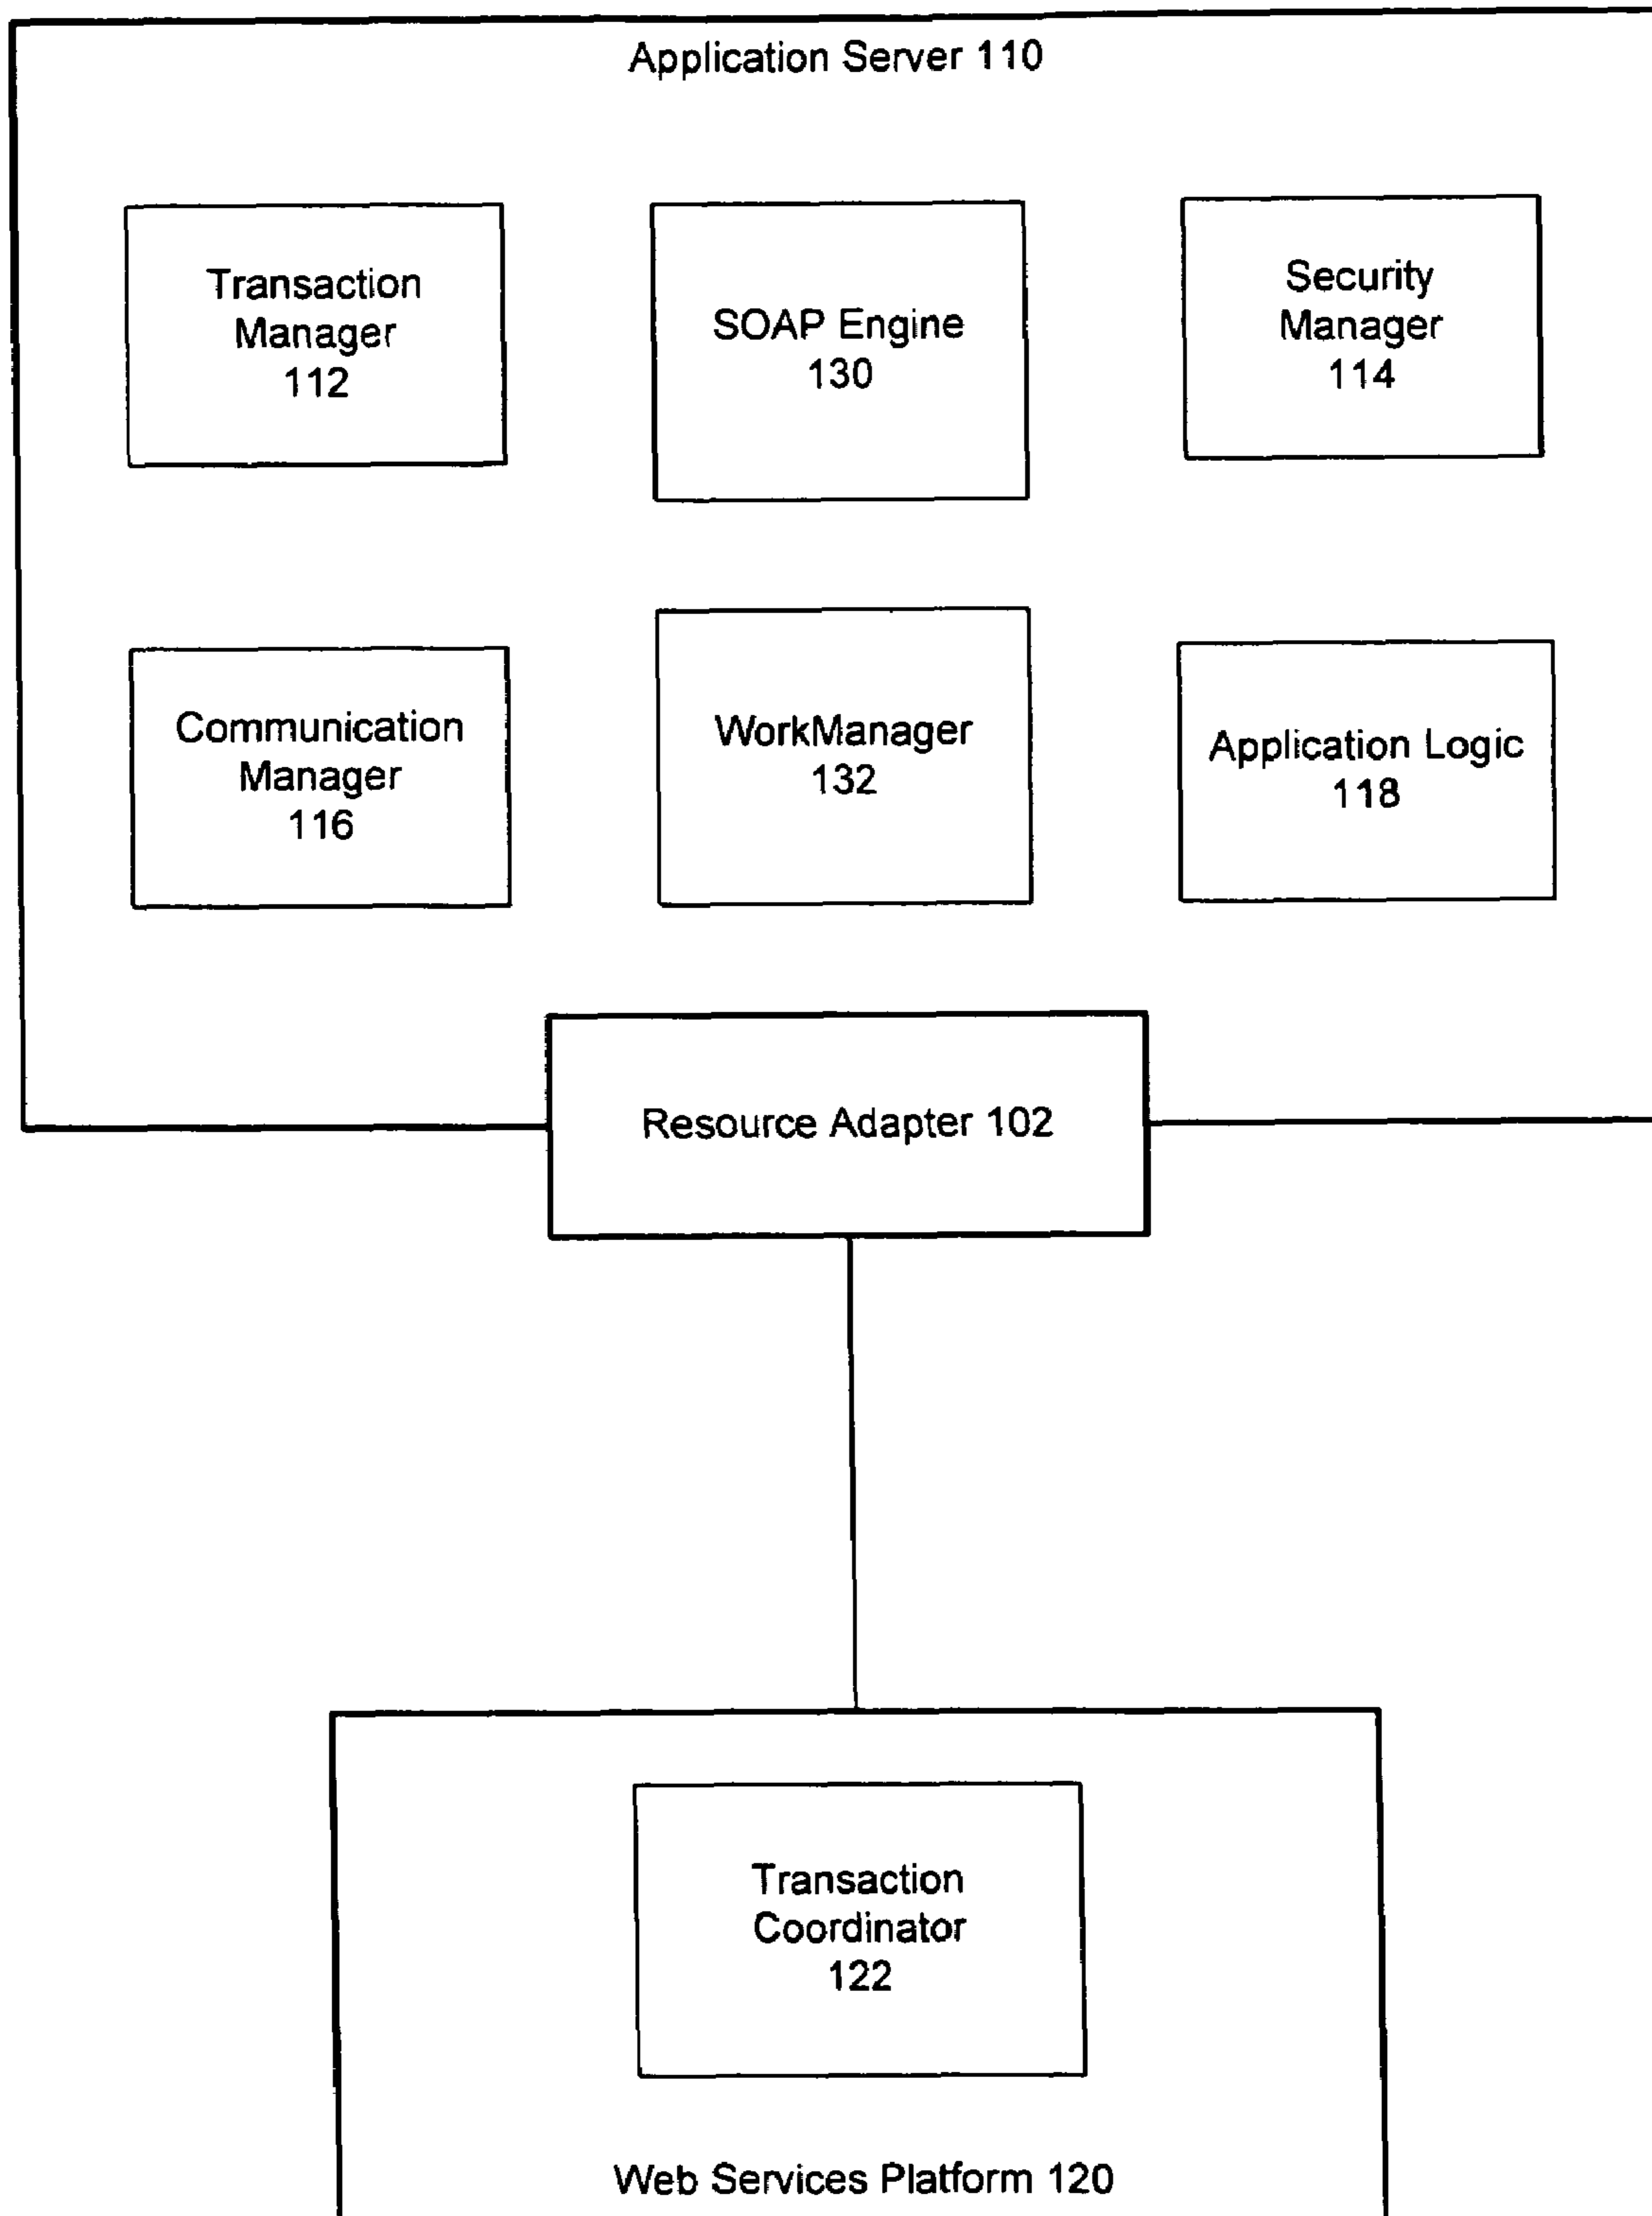 Application Server 110
Transaction
Manager
112
SOAP Engine
130
Security
Manager
114
Communication
Manager
116
WorkManager
132
Application Logic
118
Resource Adapter 102
Transaction
Coordinator
122
Web Services Platform 120